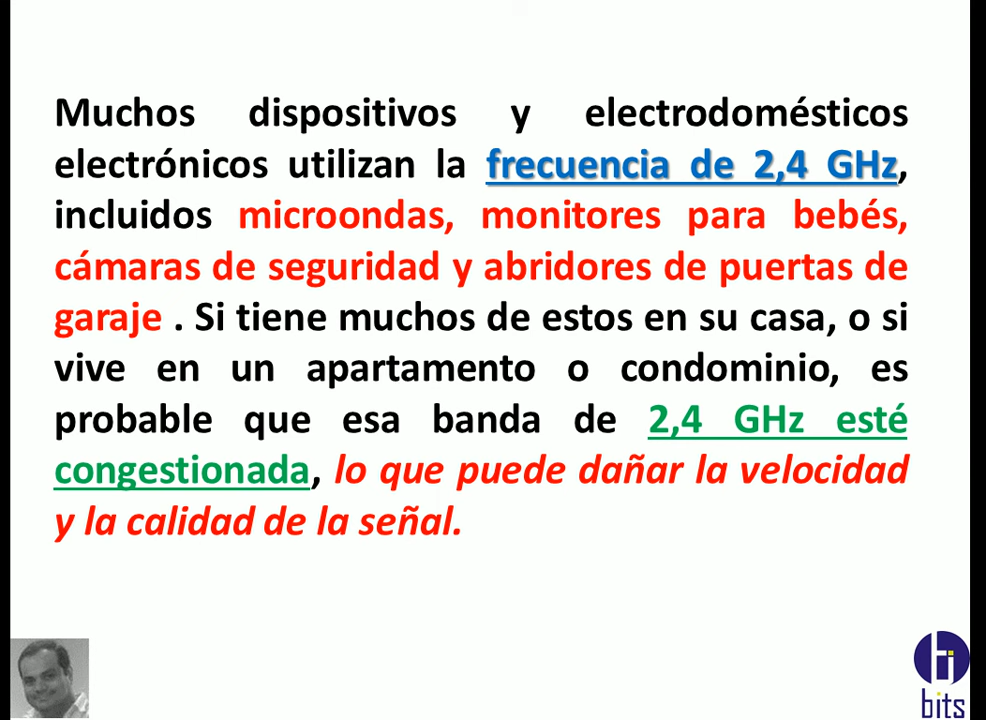 Muchos dispositivos y electrodomésticos
electrónicos utilizan la frecuencia de 2,4 GHz,
incluidos microondas, monitores para bebés,
cámaras de seguridad y abridores de puertas de
garaje . Si tiene muchos de estos en su casa, o si
vive en un apartamento o condominio, es
probable que esa banda de 2,4 GHz esté
congestionada, lo que puede dañar la velocidad
y la calidad de la señal.
bits